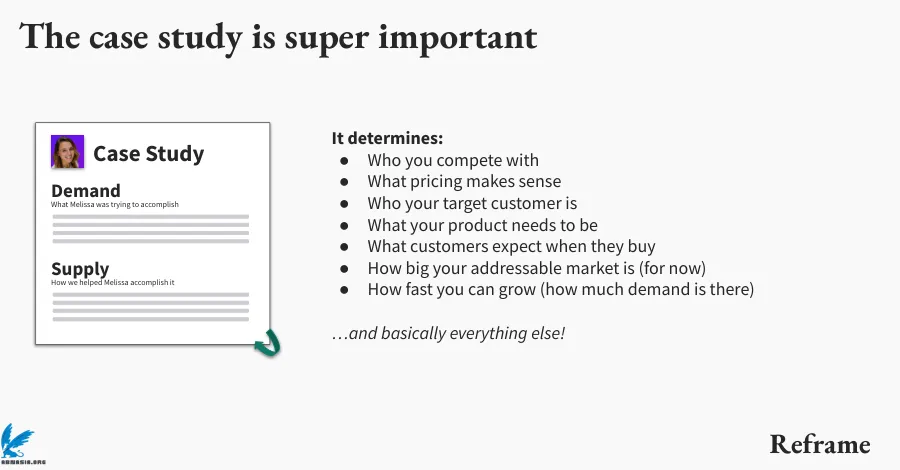 The case study is super important
Case Study
Demand
What Melissa was trying to accomplish
Supply
How we helped Melissa accomplish it
It determines:
● Who you compete with
● What pricing makes sense
● Who your target customer is
● What your product needs to be
● What customers expect when they buy
● How big your addressable market is (for now)
● How fast you can grow (how much demand is there)
…and basically everything else!
Reframe